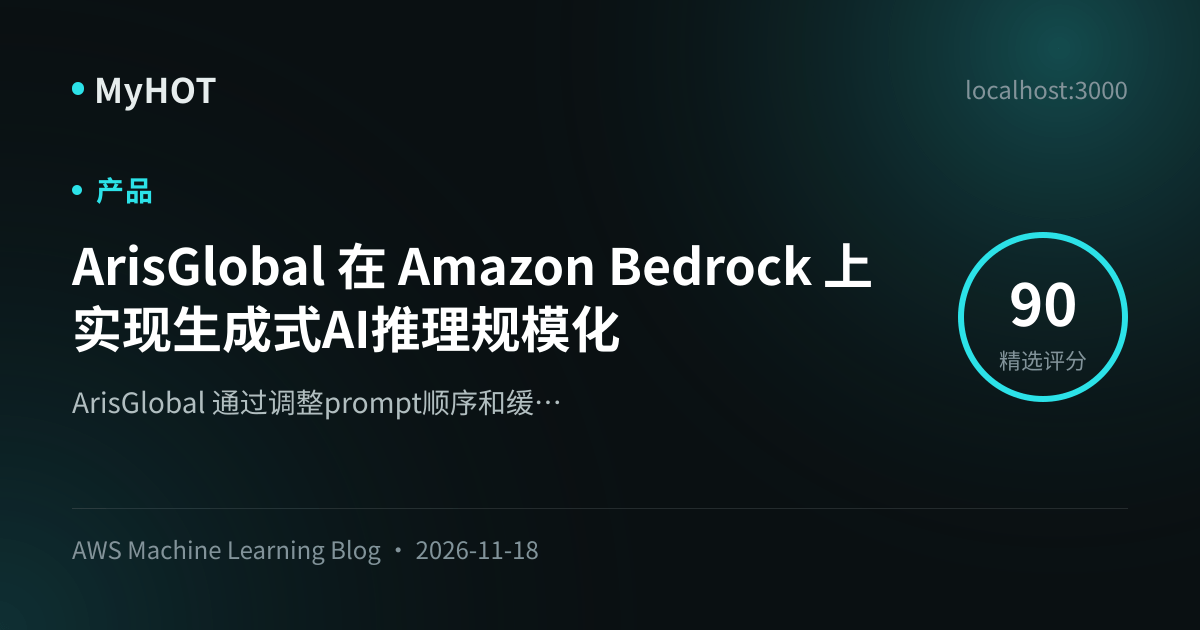 MyHOT
localhost:3000
产品
ArisGlobal 在 Amazon Bedrock 上
实现生成式AI推理规模化
90
精选评分
ArisGlobal 通过调整prompt顺序和缓…
AWS Machine Learning Blog · 2026-11-18